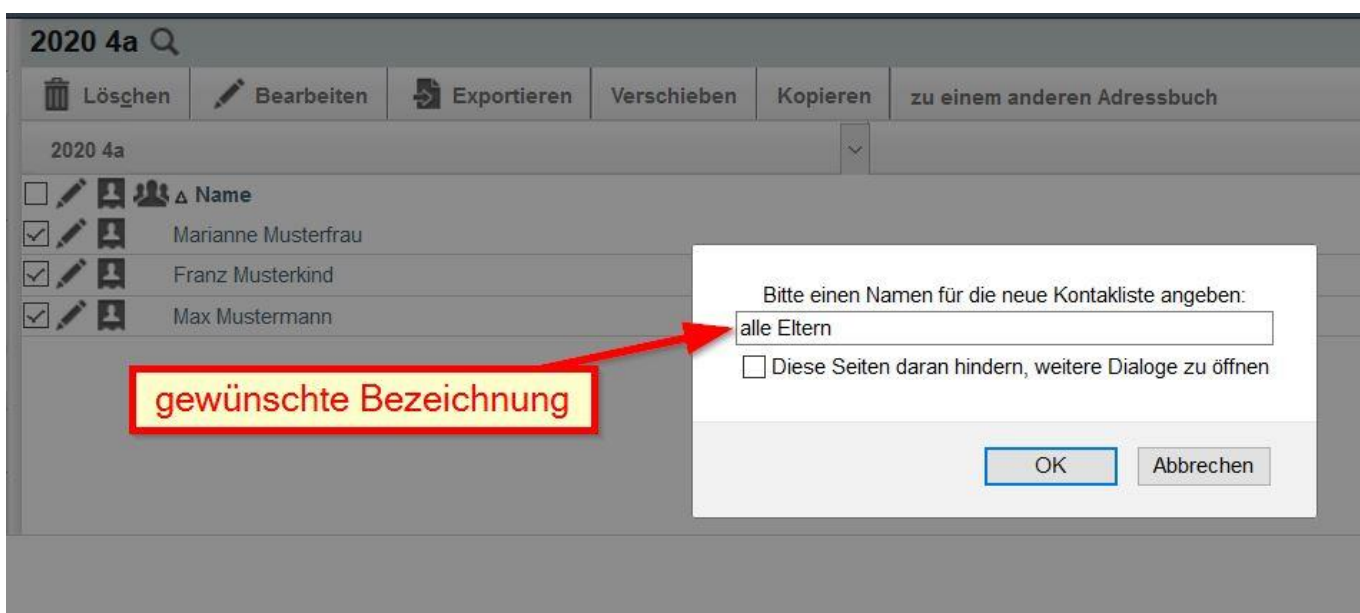 2020 4a
Löschen Bearbeiten Exportieren Verschieben Kopieren zu einem anderen Adressbuch
2020 4a
Name
Marianne Musterfrau
Franz Musterkind
Max Mustermann
Bitte einen Namen für die neue Kontakliste angeben:
alle Eltern
Diese Seiten daran hindern, weitere Dialoge zu öffnen
gewünschte Bezeichnung
OK Abbrechen